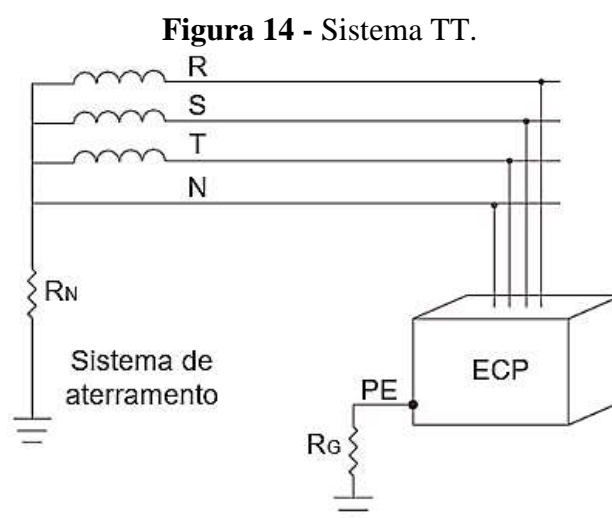 Figura 14 - Sistema TT.
R
S
T
N
RN
Sistema de
aterramento
PE
ECP
RG